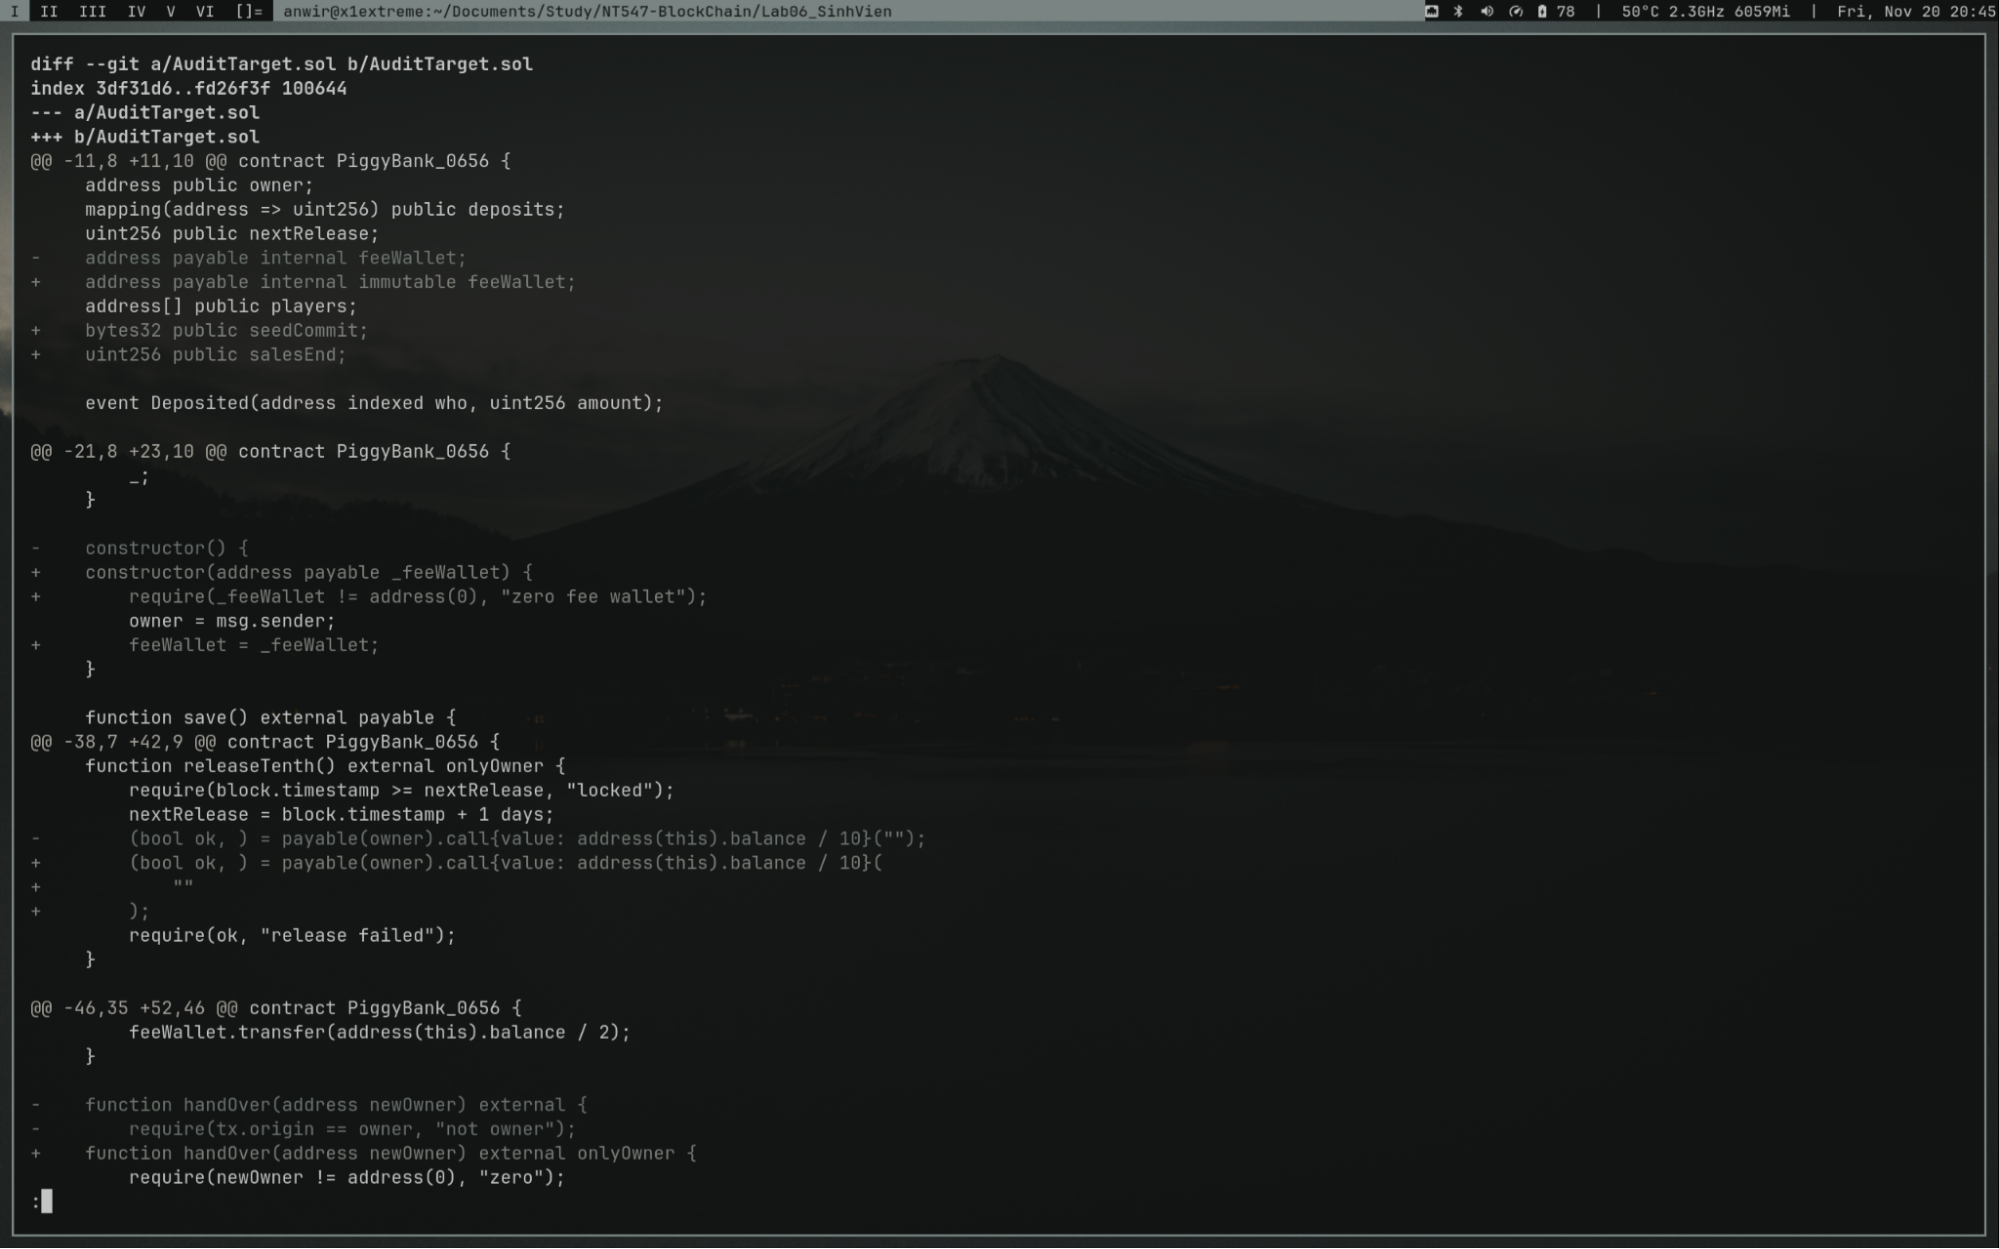 I II III IV V VI []= anwir@x1extreme:~/Documents/Study/NT547-BlockChain/Lab06_SinhVien 78 | 50°C 2.3GHz 6059Mi | Fri, Nov 20 20:45
diff --git a/AuditTarget.sol b/AuditTarget.sol
index 3df31d6..fd26f3f 100644
--- a/AuditTarget.sol
+++ b/AuditTarget.sol
@@ -11,8 +11,10 @@ contract PiggyBank_0656 {
     address public owner;
     mapping(address => uint256) public deposits;
     uint256 public nextRelease;
-    address payable internal feeWallet;
+    address payable internal immutable feeWallet;
     address[] public players;
+    bytes32 public seedCommit;
+    uint256 public salesEnd;

     event Deposited(address indexed who, uint256 amount);

@@ -21,8 +23,10 @@ contract PiggyBank_0656 {
         _;
     }

-    constructor() {
+    constructor(address payable _feeWallet) {
+        require(_feeWallet != address(0), "zero fee wallet");
         owner = msg.sender;
+        feeWallet = _feeWallet;
     }

     function save() external payable {
@@ -38,7 +42,9 @@ contract PiggyBank_0656 {
     function releaseTenth() external onlyOwner {
         require(block.timestamp >= nextRelease, "locked");
         nextRelease = block.timestamp + 1 days;
-        (bool ok, ) = payable(owner).call{value: address(this).balance / 10}("");
+        (bool ok, ) = payable(owner).call{value: address(this).balance / 10}(
+            ""
+        );
         require(ok, "release failed");
     }

@@ -46,35 +52,46 @@ contract PiggyBank_0656 {
         feeWallet.transfer(address(this).balance / 2);
     }

-    function handOver(address newOwner) external {
-        require(tx.origin == owner, "not owner");
+    function handOver(address newOwner) external onlyOwner {
         require(newOwner != address(0), "zero");
: